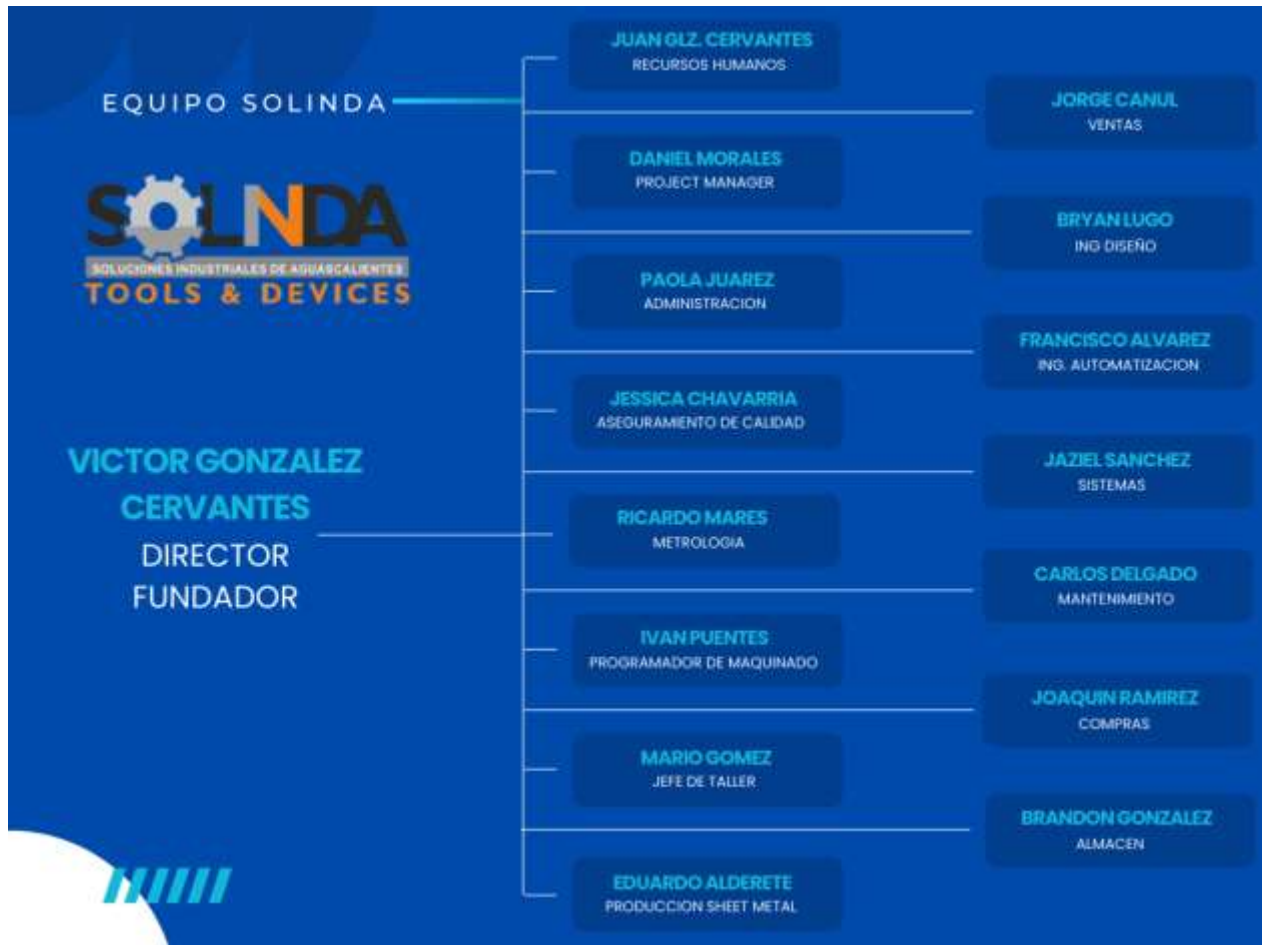 EQUIPO SOLINDA
SOLNDA
SOLUCIONES INDUSTRIALES DE AGUASCALIENTES
TOOLS & DEVICES
VICTOR GONZALEZ
CERVANTES
DIRECTOR
FUNDADOR
JUAN GLZ. CERVANTES
RECURSOS HUMANOS
JORGE CANUL
VENTAS
DANIEL MORALES
PROJECT MANAGER
BRYAN LUGO
ING DISEÑO
PAOLA JUAREZ
ADMINISTRACION
FRANCISCO ALVAREZ
ING. AUTOMATIZACION
JESSICA CHAVARRIA
ASEGURAMIENTO DE CALIDAD
JAZIEL SANCHEZ
SISTEMAS
RICARDO MARES
METROLOGIA
CARLOS DELGADO
MANTENIMIENTO
IVAN PUENTES
PROGRAMADOR DE MAQUINADO
JOAQUIN RAMIREZ
COMPRAS
MARIO GOMEZ
JEFE DE TALLER
BRANDON GONZALEZ
ALMACEN
EDUARDO ALDERETE
PRODUCCION SHEET METAL